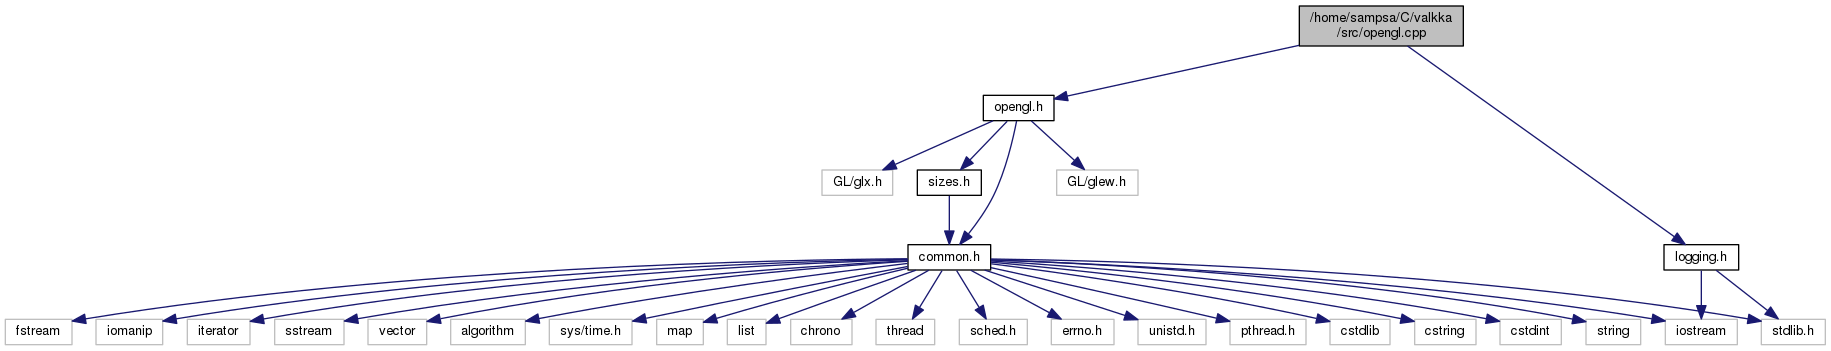 /home/sampsa/C/valkka
/src/opengl.cpp
opengl.h
GL/glx.h
sizes.h
GL/glew.h
common.h
logging.h
fstream
iomanip
iterator
sstream
vector
algorithm
sys/time.h
map
list
chrono
thread
sched.h
errno.h
unistd.h
pthread.h
cstdlib
cstring
cstdint
string
iostream
stdlib.h